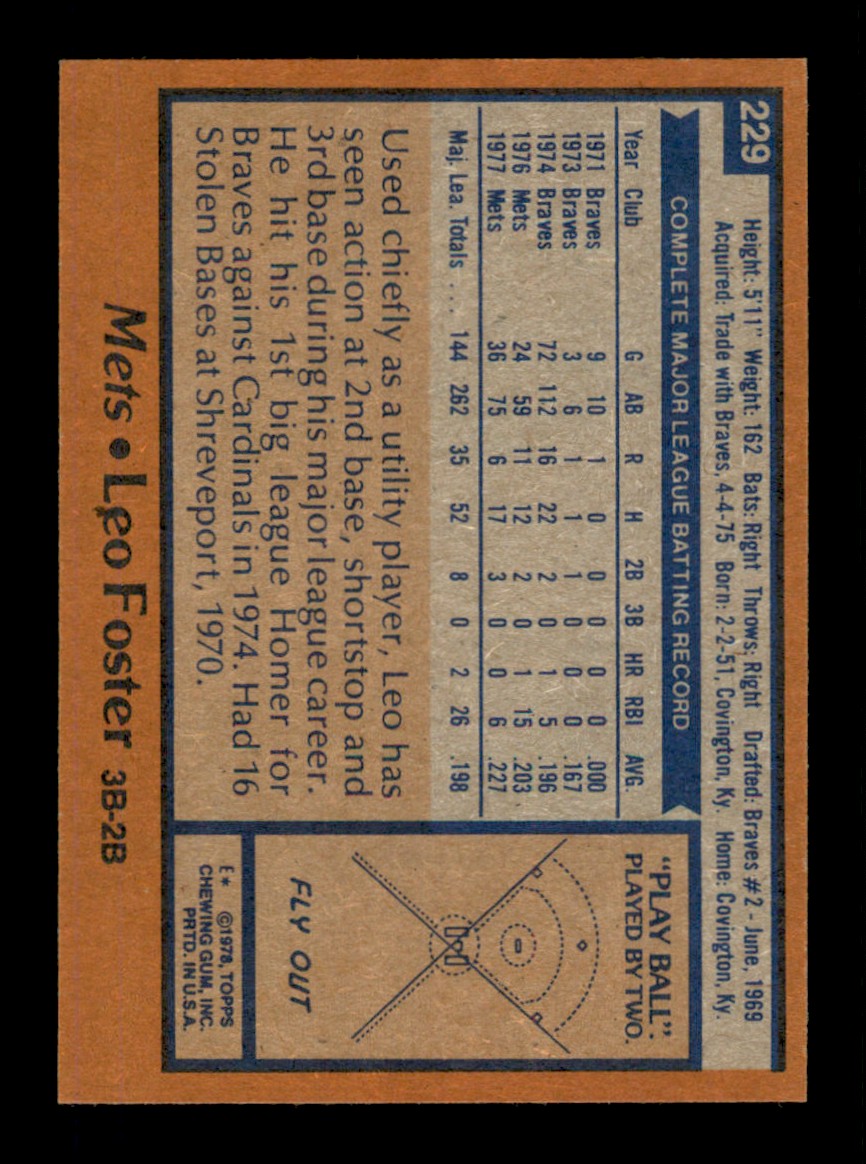 229
Height: 5'11" Weight: 162 Bats: Right Throws: Right Drafted: Braves #2 - June, 1969
Acquired: Trade with Braves, 4-4-75 Born: 2-2-51, Covington, Ky. Home: Covington, Ky.
COMPLETE MAJOR LEAGUE BATTING RECORD
Year Club G AB R H 2B 3B HR RBI AVG.
1971 Braves 9 10 1 0 0 0 0 0 .000
1973 Braves 3 6 1 1 1 0 0 0 .167
1974 Braves 72 112 16 22 2 0 1 5 .196
1976 Mets 24 59 11 12 2 0 1 15 .203
1977 Mets 36 75 6 17 3 0 0 6 .227
Maj. Lea. Totals . . . 144 262 35 52 8 0 2 26 .198
Used chiefly as a utility player, Leo has
seen action at 2nd base, shortstop and
3rd base during his major league career.
He hit his 1st big league Homer for
Braves against Cardinals in 1974. Had 16
Stolen Bases at Shreveport, 1970.
"PLAY BALL":
PLAYED BY TWO.
FLY OUT
E* ©1978, TOPPS
CHEWING GUM, INC.
PRTD. IN U.S.A.
Mets • Leo Foster 3B-2B